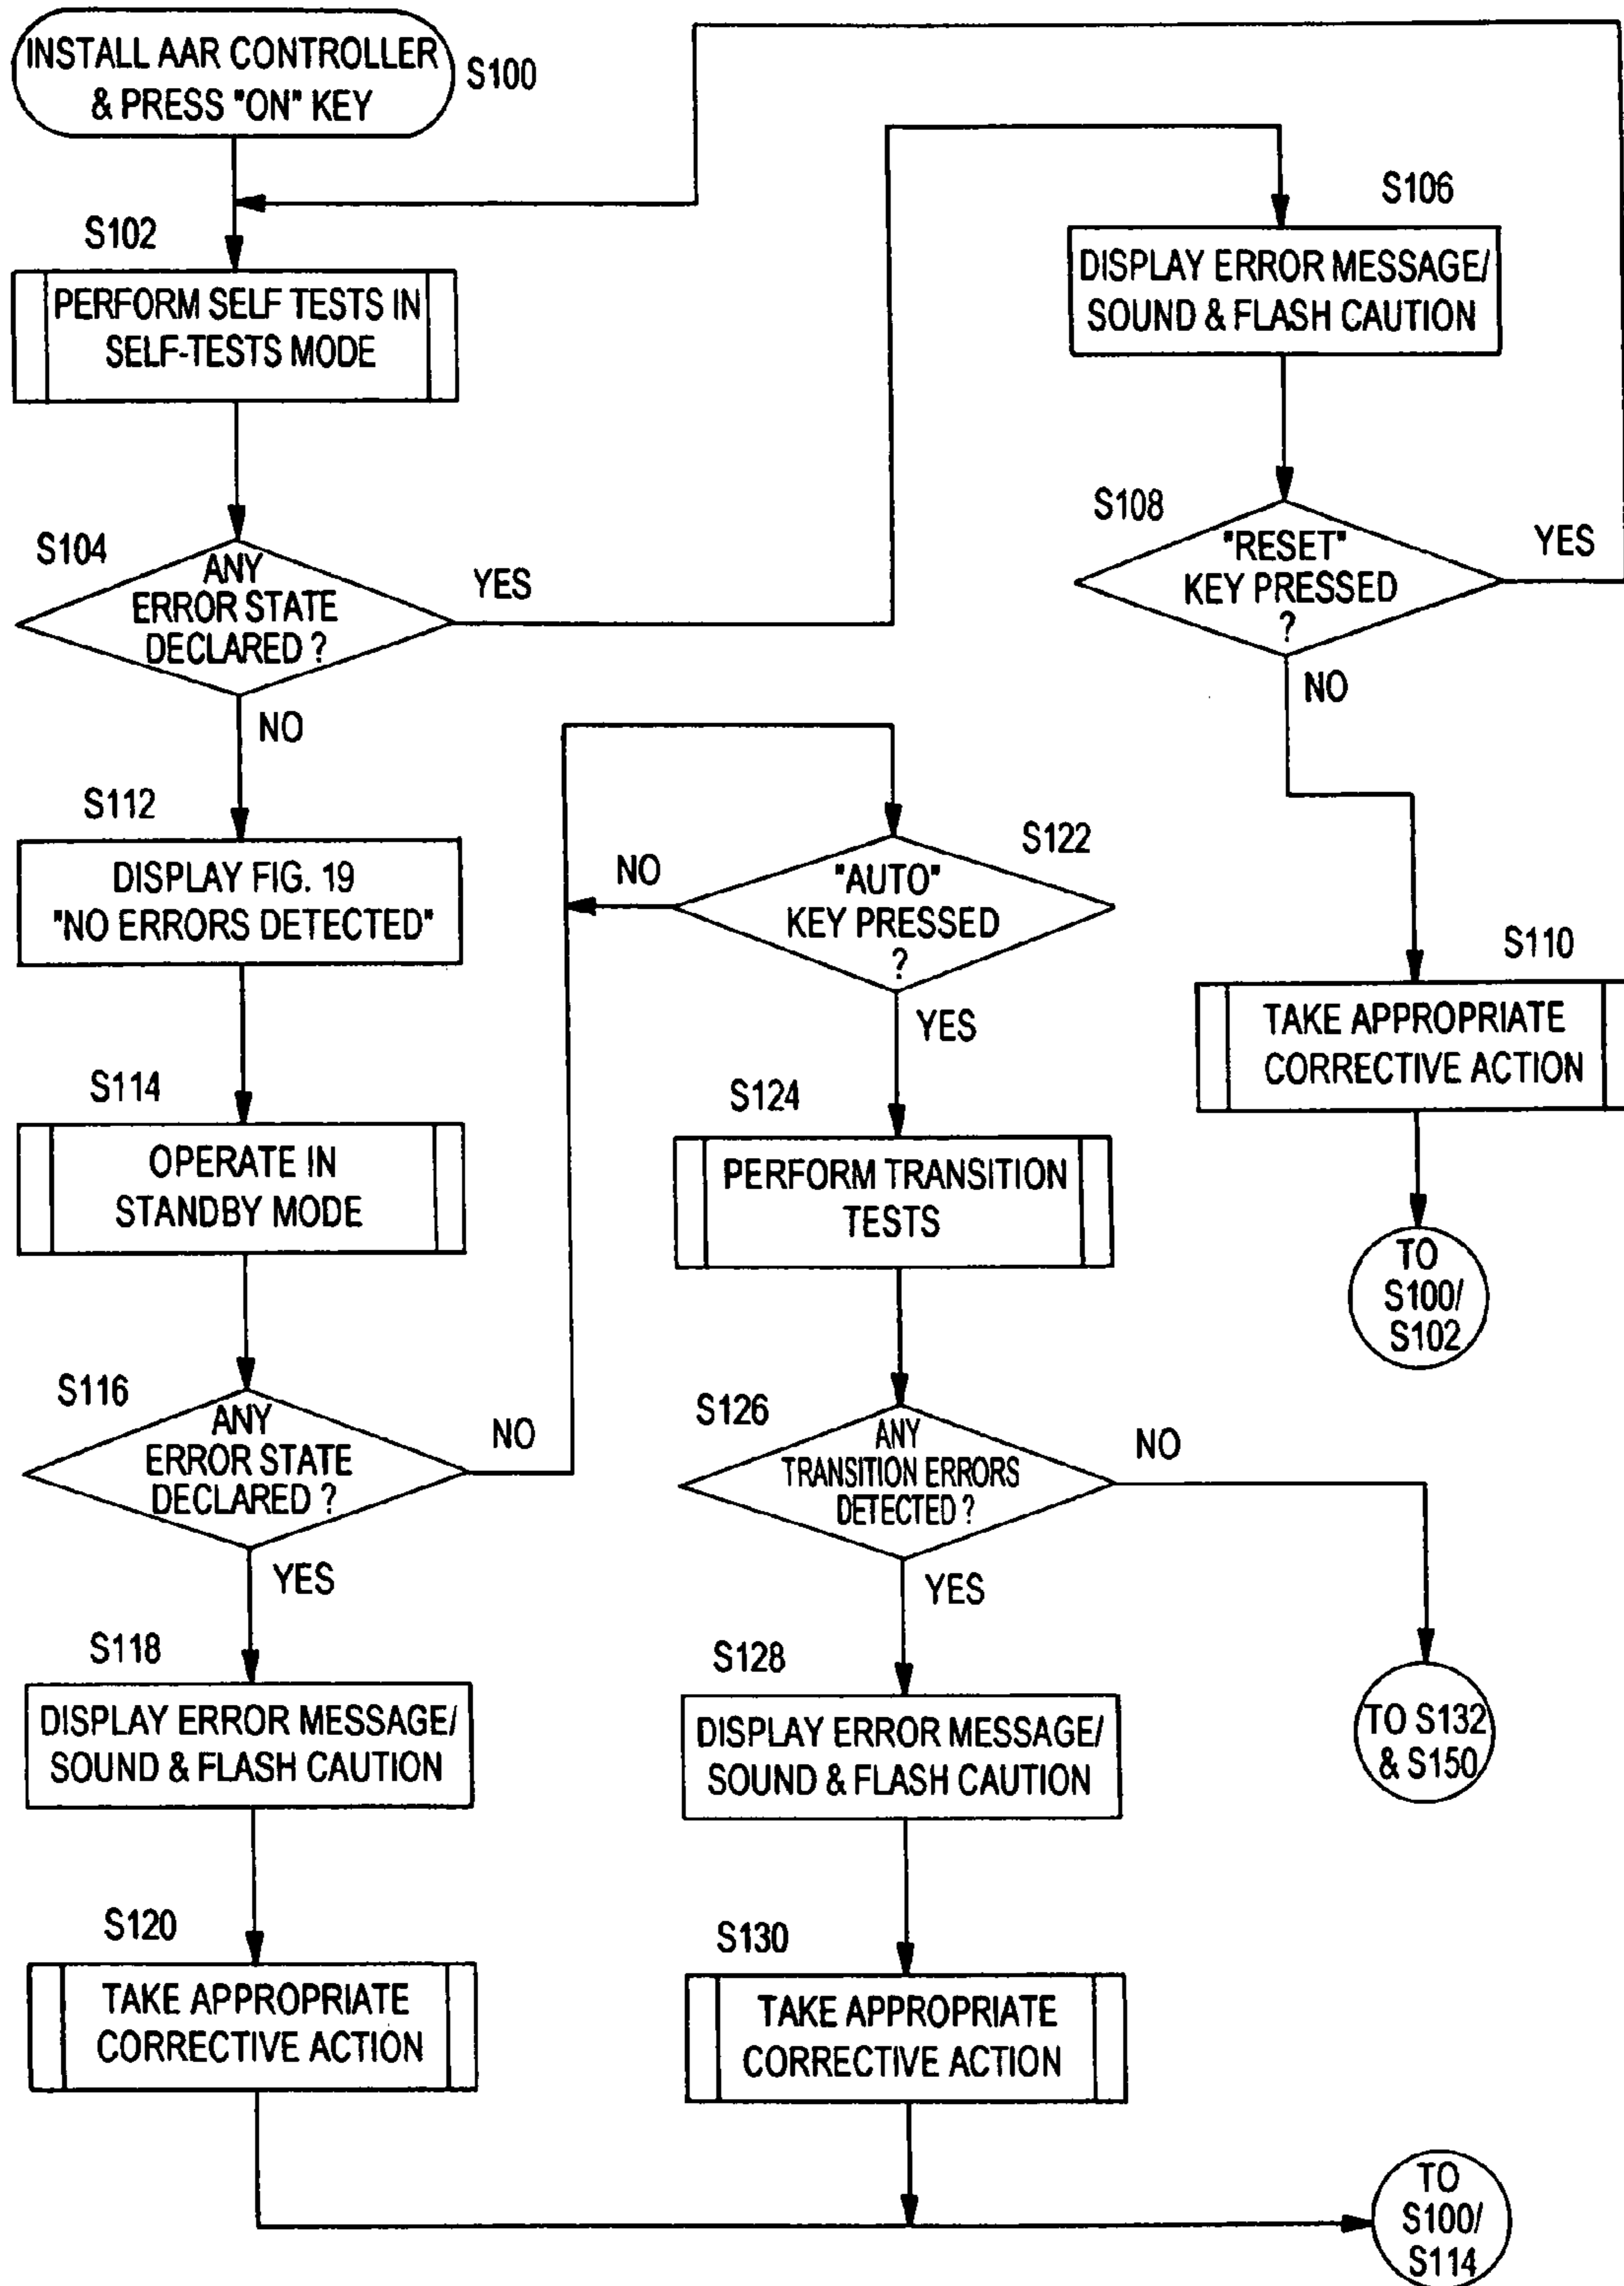 INSTALL AAR CONTROLLER
& PRESS "ON" KEY
S100
S102
PERFORM SELF TESTS IN
SELF-TESTS MODE
S104
ANY
ERROR STATE
DECLARED ?
YES
NO
S106
DISPLAY ERROR MESSAGE/
SOUND & FLASH CAUTION
S108
"RESET"
KEY PRESSED
?
YES
NO
S110
TAKE APPROPRIATE
CORRECTIVE ACTION
TO
S100/
S102
S112
DISPLAY FIG. 19
"NO ERRORS DETECTED"
S114
OPERATE IN
STANDBY MODE
S116
ANY
ERROR STATE
DECLARED ?
NO
YES
S118
DISPLAY ERROR MESSAGE/
SOUND & FLASH CAUTION
S120
TAKE APPROPRIATE
CORRECTIVE ACTION
S122
"AUTO"
KEY PRESSED
?
NO
YES
S124
PERFORM TRANSITION
TESTS
S126
ANY
TRANSITION ERRORS
DETECTED ?
NO
YES
TO S132
& S150
S128
DISPLAY ERROR MESSAGE/
SOUND & FLASH CAUTION
S130
TAKE APPROPRIATE
CORRECTIVE ACTION
TO
S100/
S114